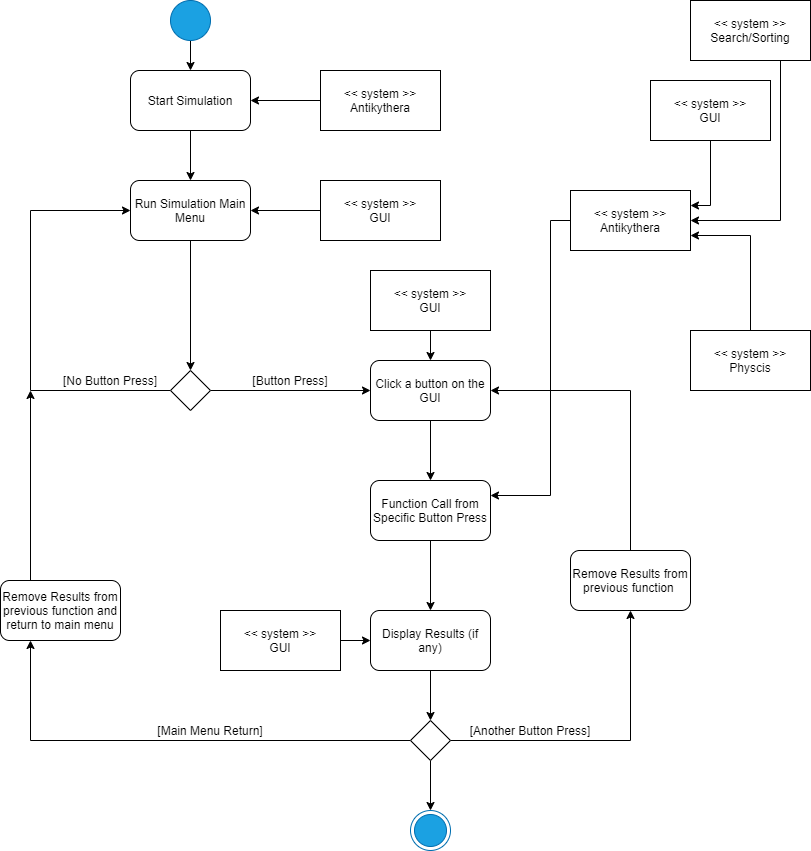 << system >>
Search/Sorting
Start Simulation
<< system >>
Antikythera
<< system >>
GUI
Run Simulation Main
Menu
<< system >>
GUI
<< system >>
Antikythera
<< system >>
GUI
<< system >>
Physcis
[No Button Press]
[Button Press]
Click a button on the
GUI
Function Call from
Specific Button Press
Remove Results from
previous function and
return to main menu
Remove Results from
previous function
<< system >>
GUI
Display Results (if
any)
[Main Menu Return]
[Another Button Press]